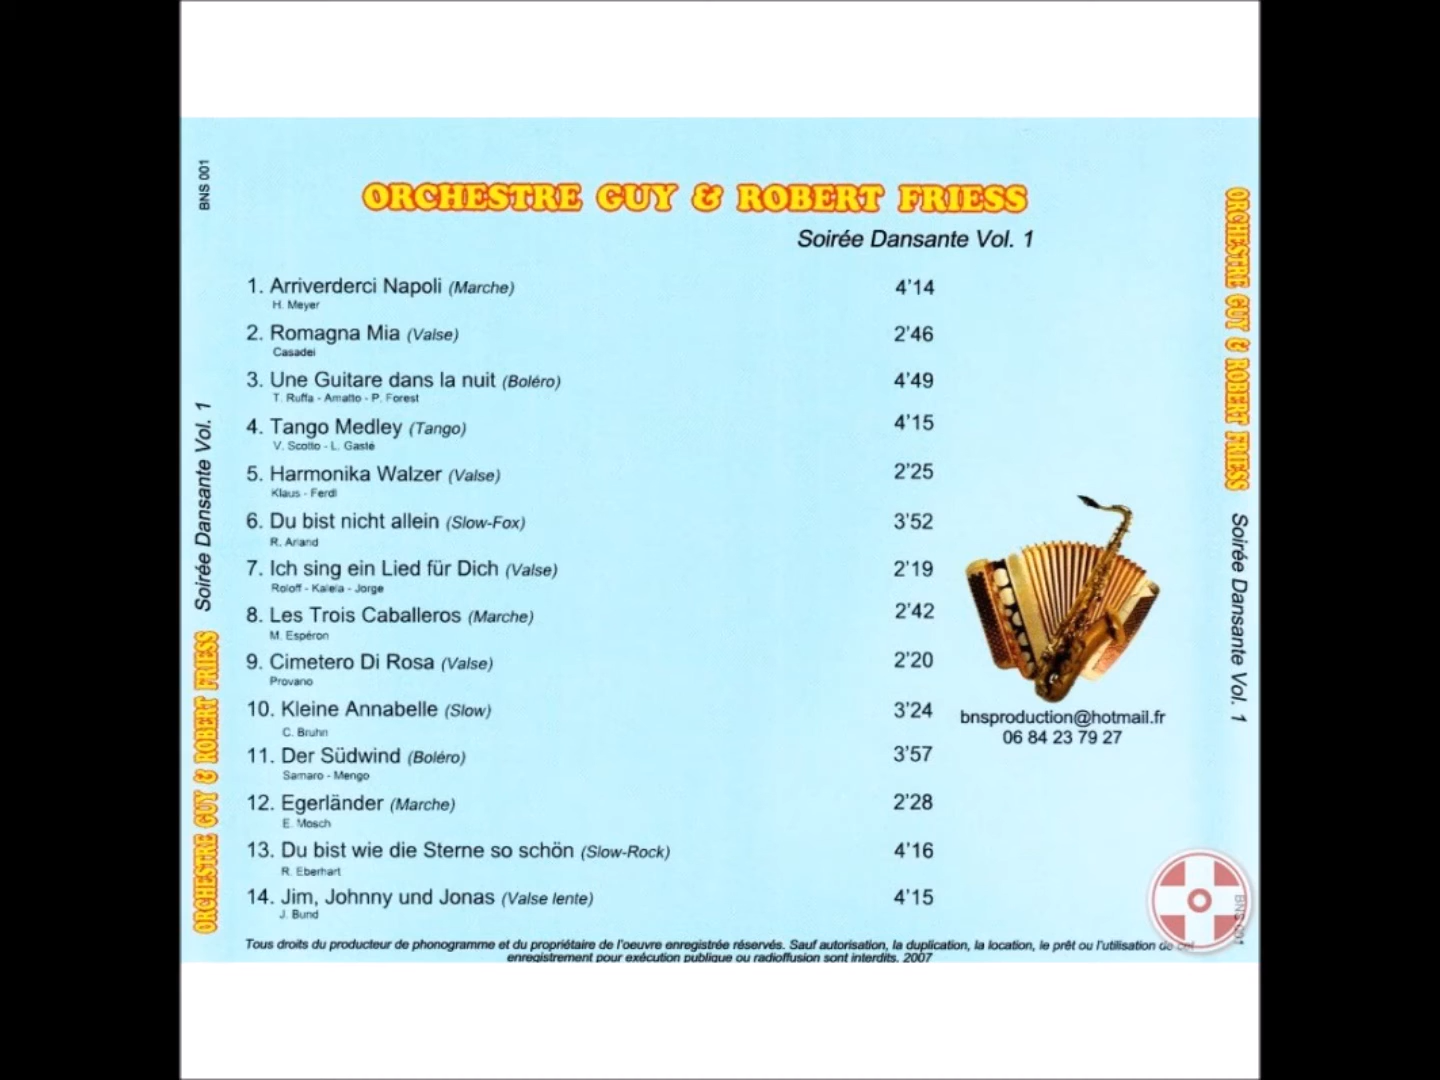 BNS 001
ORCHESTRE GUY & ROBERT FRIESS
Soirée Dansante Vol. 1
1. Arriverderci Napoli (Marche) 4'14
H. Meyer
2. Romagna Mia (Valse) 2'46
Casadei
3. Une Guitare dans la nuit (Boléro) 4'49
T. Ruffa - Amatto - P. Forest
4. Tango Medley (Tango) 4'15
V. Scotto - L. Gasté
5. Harmonika Walzer (Valse) 2'25
Klaus - Ferdl
6. Du bist nicht allein (Slow-Fox) 3'52
R. Arland
7. Ich sing ein Lied für Dich (Valse) 2'19
Roloff - Kalela - Jorge
8. Les Trois Caballeros (Marche) 2'42
M. Espéron
9. Cimetero Di Rosa (Valse) 2'20
Provano
10. Kleine Annabelle (Slow) 3'24
C. Bruhn
11. Der Südwind (Boléro) 3'57
Samaro - Mengo
12. Egerländer (Marche) 2'28
E. Mosch
13. Du bist wie die Sterne so schön (Slow-Rock) 4'16
R. Eberhart
14. Jim, Johnny und Jonas (Valse lente) 4'15
J. Bund
bnsproduction@hotmail.fr
06 84 23 79 27
Tous droits du producteur de phonogramme et du propriétaire de l'oeuvre enregistrée réservés. Sauf autorisation, la duplication, la location, le prêt ou l'utilisation de cet
enregistrement pour exécution publique ou radioffusion sont interdits. 2007
ORCHESTRE GUY & ROBERT FRIESS Soirée Dansante Vol. 1
ORCHESTRE GUY & ROBERT FRIESS Soirée Dansante Vol. 1
BNS 001